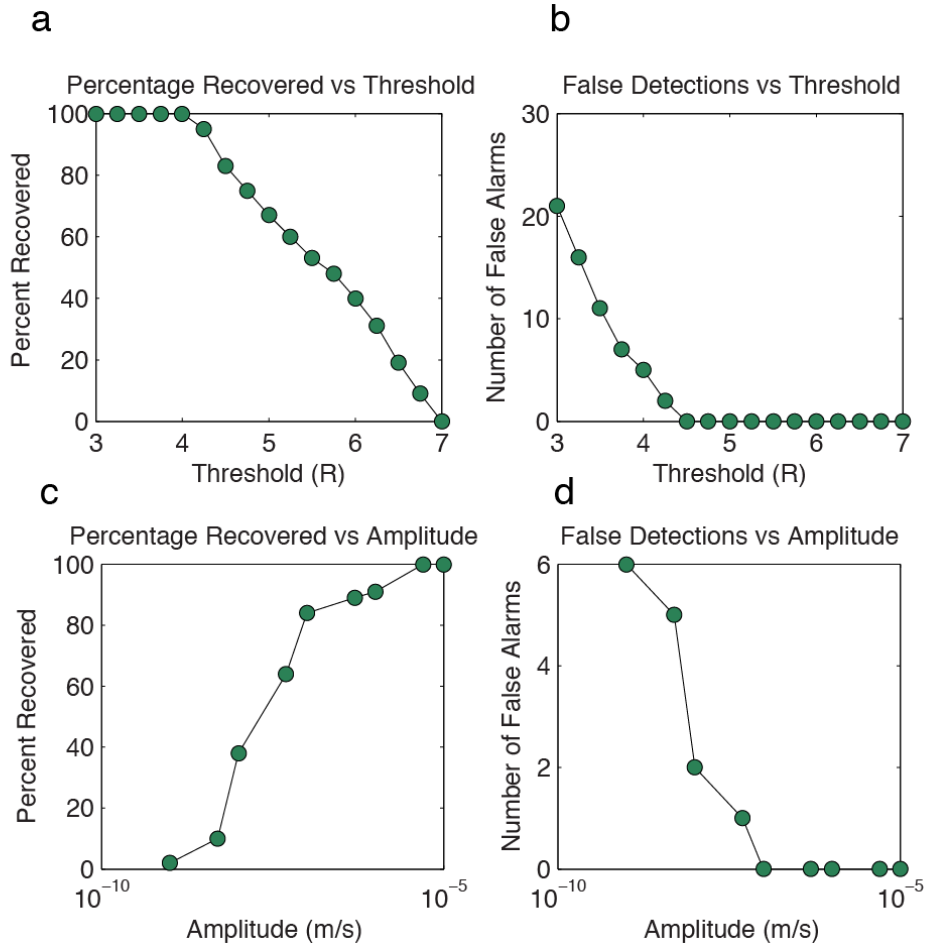 a
Percentage Recovered vs Threshold
100
80
60
40
20
0
Percent Recovered
3 4 5 6 7
Threshold (R)
b
False Detections vs Threshold
30
20
10
0
Number of False Alarms
3 4 5 6 7
Threshold (R)
c
Percentage Recovered vs Amplitude
100
80
60
40
20
0
Percent Recovered
10⁻¹⁰ 10⁻⁵
Amplitude (m/s)
d
False Detections vs Amplitude
6
4
2
0
Number of False Alarms
10⁻¹⁰ 10⁻⁵
Amplitude (m/s)